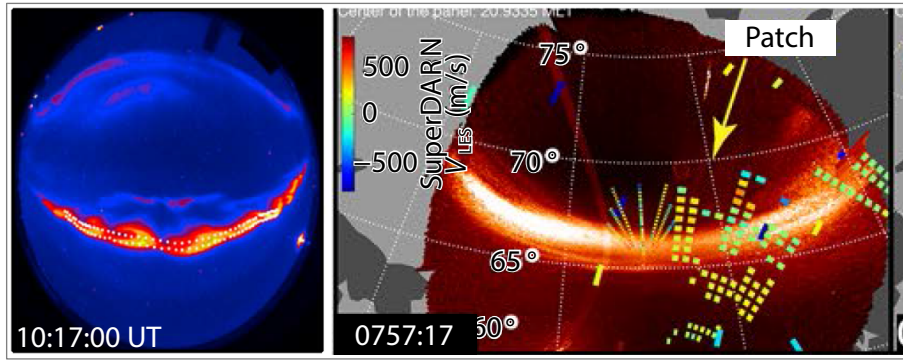 10:17:00 UT
Center of the panel: 20.9335 MLT
500
0
−500
SuperDARN
V LES (m/s)
75°
70°
65°
60°
Patch
0757:17